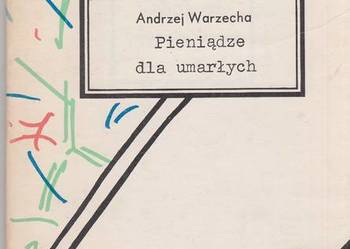 Andrzej Warzecha
Pieniądze
dla umarłych